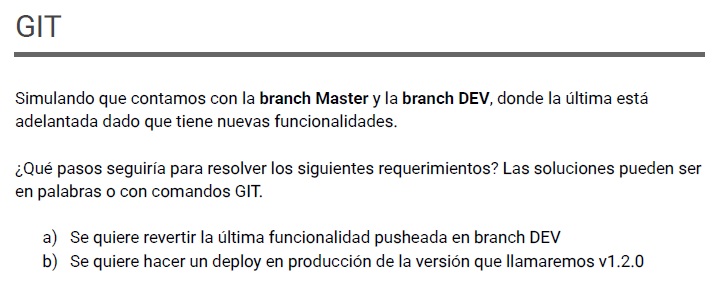 GIT
Simulando que contamos con la branch Master y la branch DEV, donde la última está
adelantada dado que tiene nuevas funcionalidades.
¿Qué pasos seguiría para resolver los siguientes requerimientos? Las soluciones pueden ser
en palabras o con comandos GIT.
a) Se quiere revertir la última funcionalidad pusheada en branch DEV
b) Se quiere hacer un deploy en producción de la versión que llamaremos v1.2.0